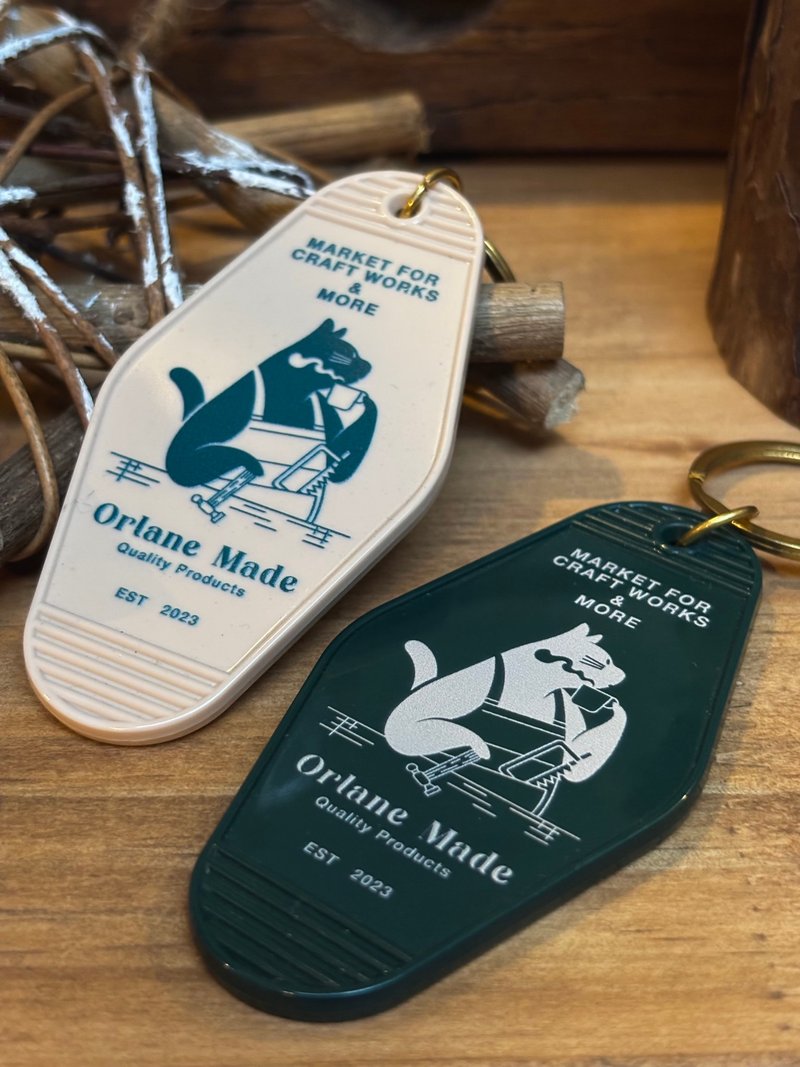 MARKET FOR
CRAFT WORKS
&
MORE
Orlane Made
Quality Products
EST 2023
MARKET FOR
CRAFT WORKS
&
MORE
Orlane Made
Quality Products
EST 2023